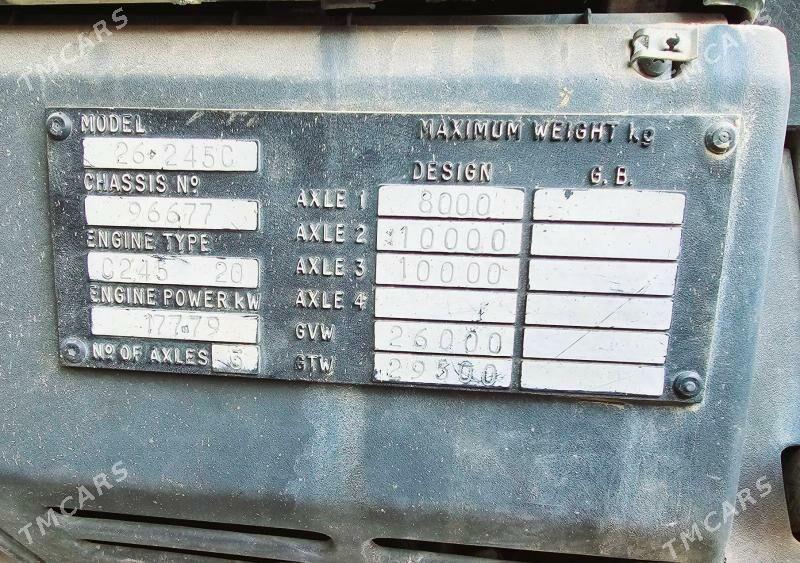 TMCARS
TMCARS
MODEL
26·245C
CHASSIS Nº
96677
ENGINE TYPE
C245 20
ENGINE POWER kW
177.79
Nº OF AXLES
MAXIMUM WEIGHT kg
DESIGN G.B.
AXLE 1 8000
AXLE 2 10000
AXLE 3 10000
AXLE 4
GVW 26000
GTW 29500
TMCARS
TMCARS